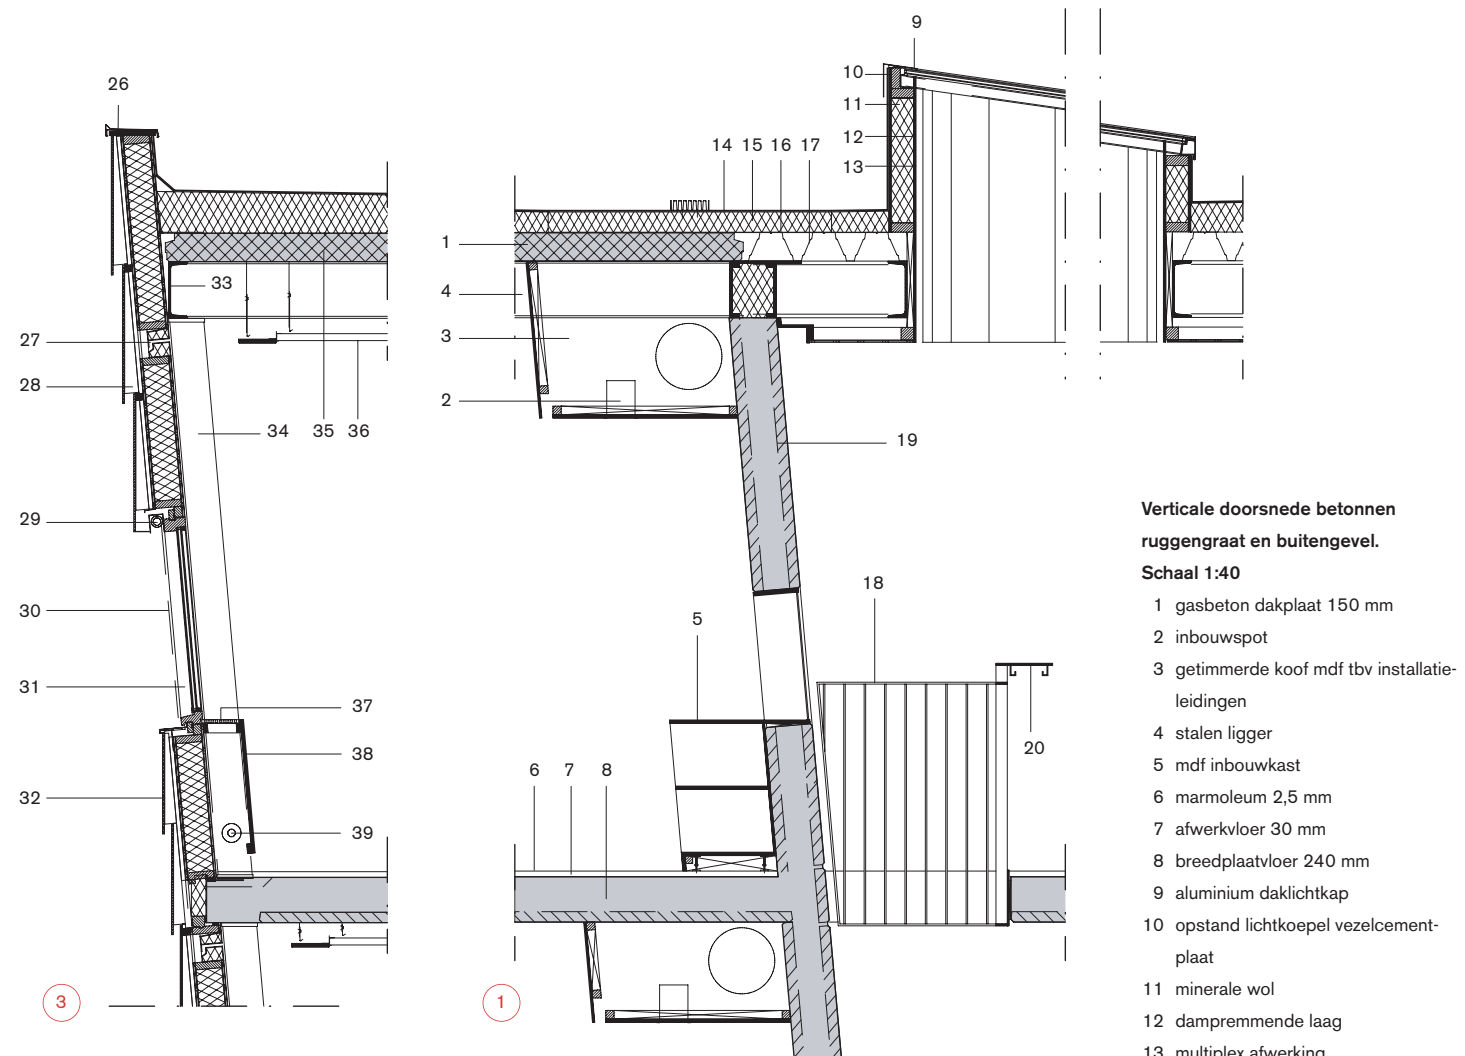 26
27
28
29
30
31
32
33
34 35 36
37
38
39
3
9
10
11
12
13
14 15 16 17
1
4
3
2
19
18
5
20
6 7 8
1
Verticale doorsnede betonnen
ruggengraat en buitengevel.
Schaal 1:40
1 gasbeton dakplaat 150 mm
2 inbouwspot
3 getimmerde koof mdf tbv installatie-
leidingen
4 stalen ligger
5 mdf inbouwkast
6 marmoleum 2,5 mm
7 afwerkvloer 30 mm
8 breedplaatvloer 240 mm
9 aluminium daklichtkap
10 opstand lichtkoepel vezelcement-
plaat
11 minerale wol
12 dampremmende laag
13 multiplex afwerking